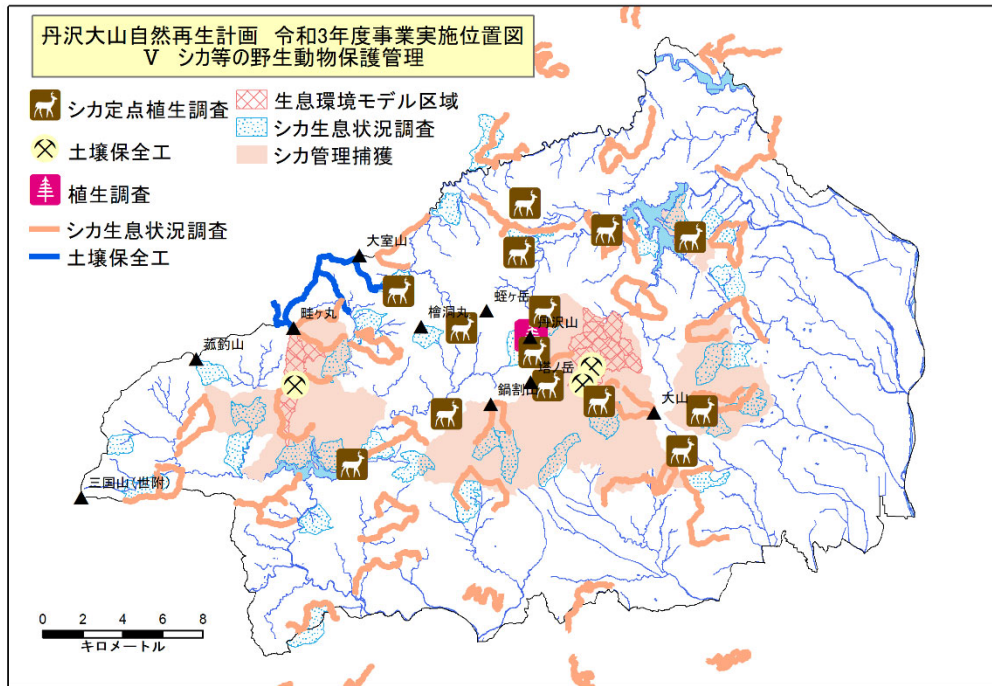 丹沢大山自然再生計画 令和3年度事業実施位置図
Ⅴ シカ等の野生動物保護管理
シカ定点植生調査
土壌保全工
植生調査
シカ生息状況調査
土壌保全工
生息環境モデル区域
シカ生息状況調査
シカ管理捕獲
大室山
畦ヶ丸
檜洞丸
蛭ヶ岳
丹沢山
菰釣山
塔ノ岳
鍋割山
大山
三国山(世附)
0 2 4 6 8
キロメートル